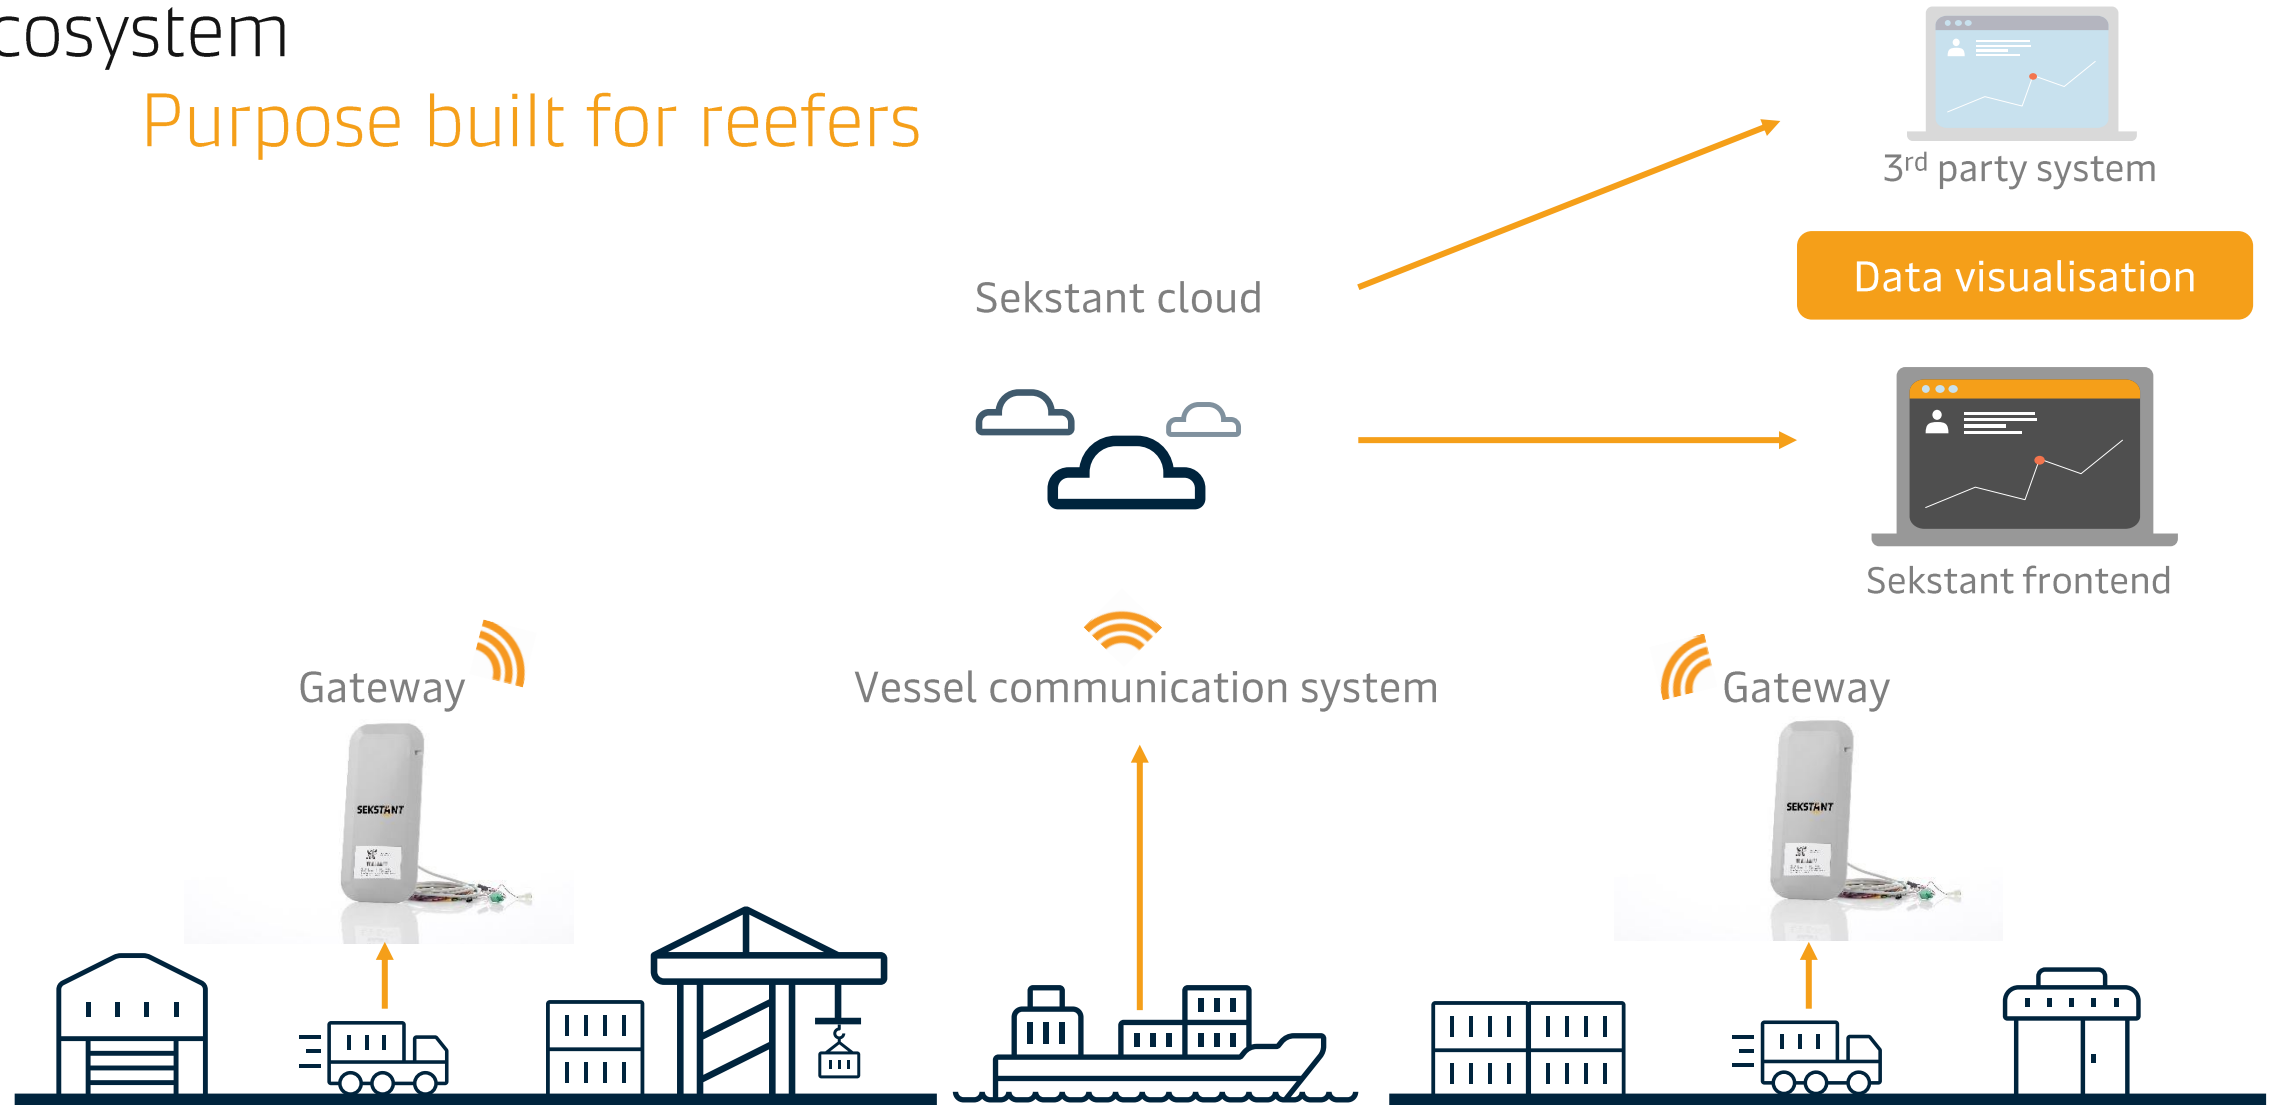 cosystem
Purpose built for reefers
3rd party system
Data visualisation
Sekstant cloud
Sekstant frontend
Gateway
Vessel communication system
Gateway
SEKSTANT
SEKSTANT